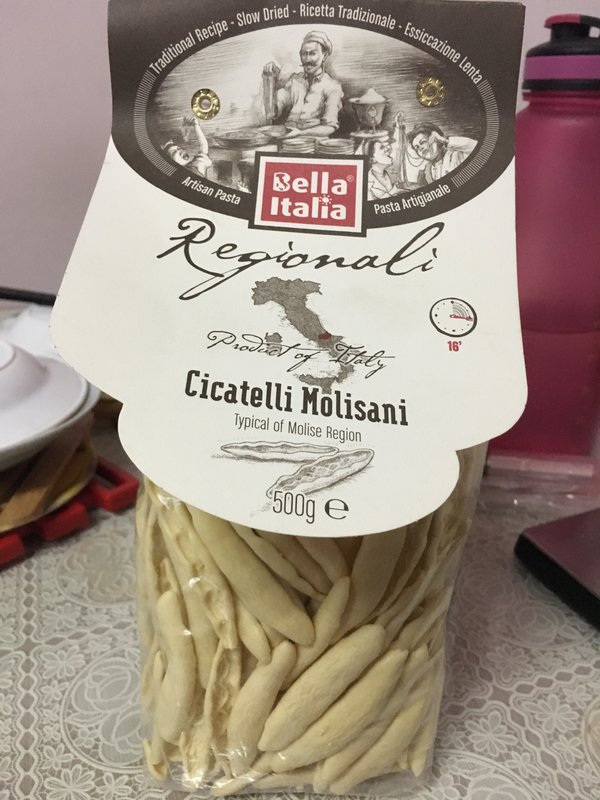 Traditional Recipe - Slow Dried - Ricetta Tradizionale - Essiccazione Lenta
Artisan Pasta
Bella®
Italia
Pasta Artigianale
Regionali
16'
Product of Italy
Cicatelli Molisani
Typical of Molise Region
500g ℮